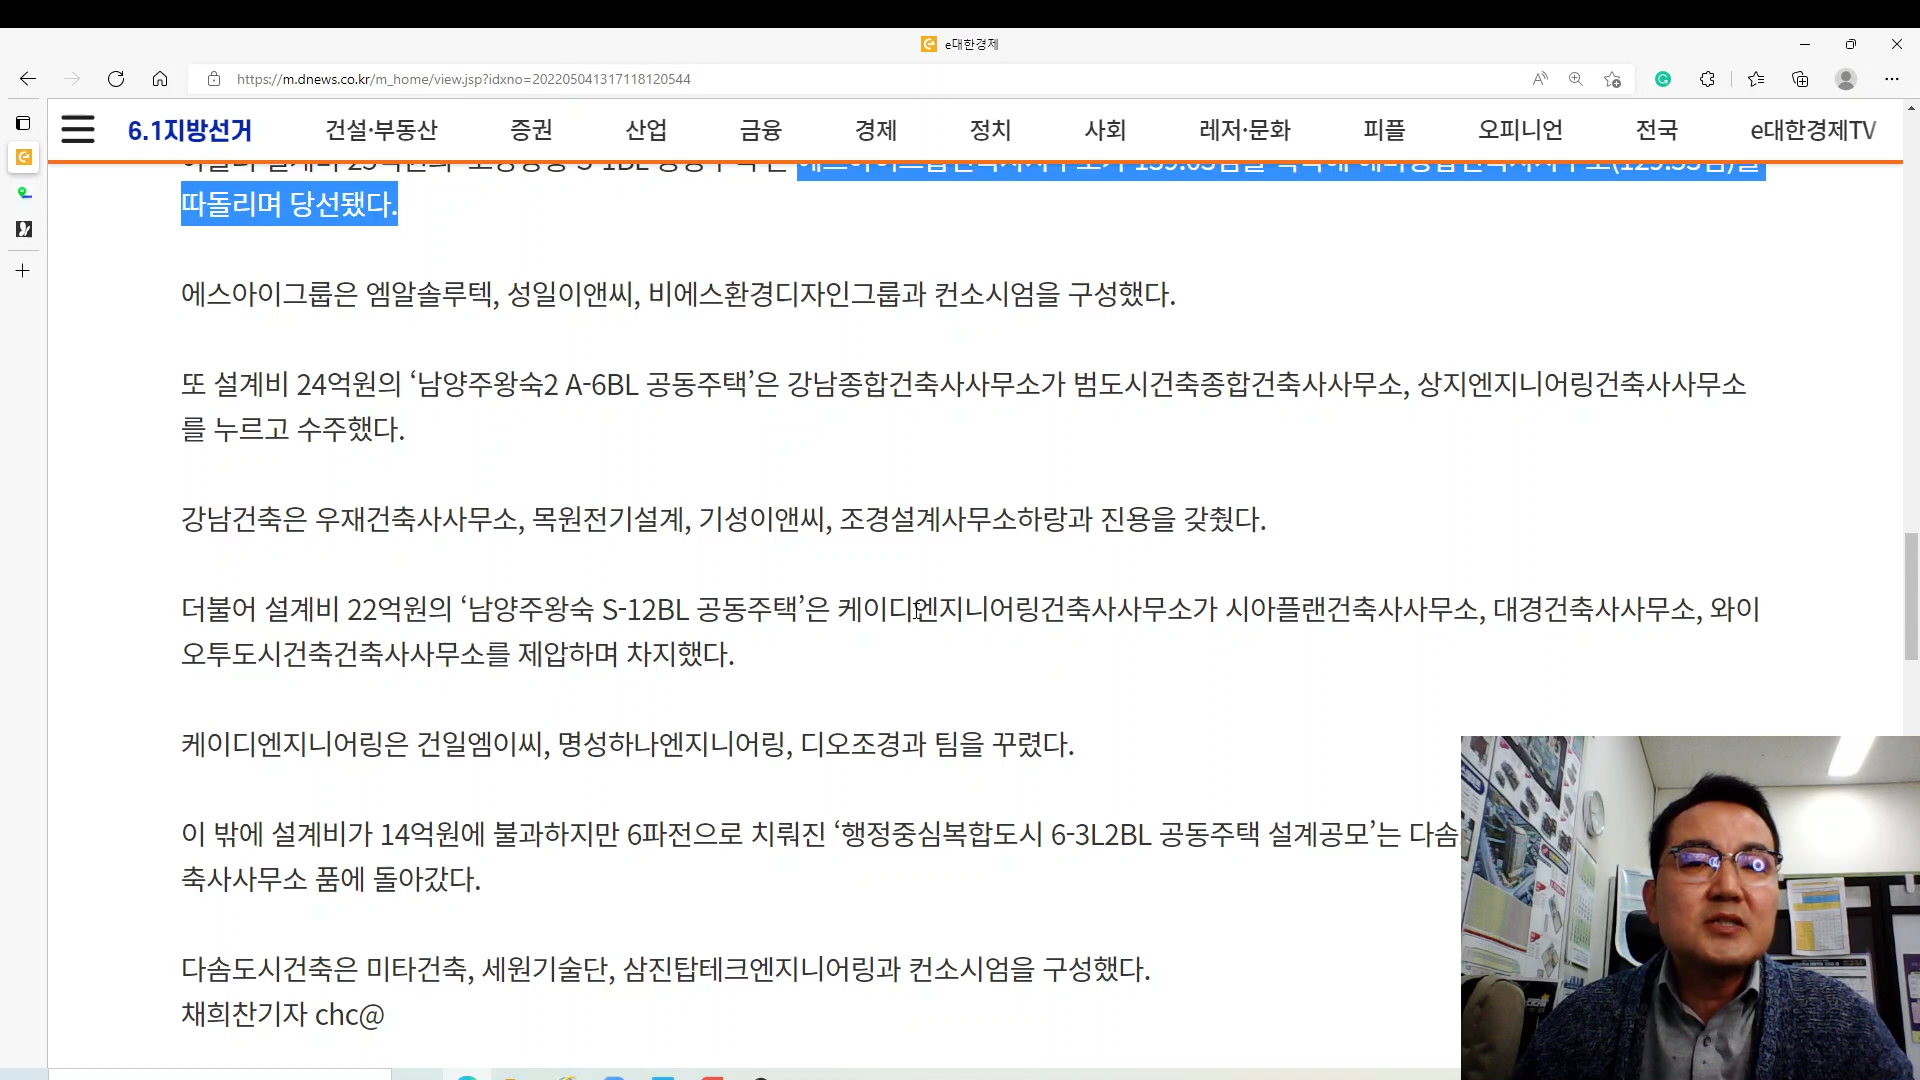 e대한경제
https://m.dnews.co.kr/m_home/view.jsp?idxno=202205041317118120544
6.1지방선거 건설·부동산 증권 산업 금융 경제 정치 사회 레저·문화 피플 오피니언 전국 e대한경제TV
따돌리며 당선됐다.
에스아이그룹은 엠알솔루텍, 성일이앤씨, 비에스환경디자인그룹과 컨소시엄을 구성했다.
또 설계비 24억원의 ‘남양주왕숙2 A-6BL 공동주택’은 강남종합건축사사무소가 범도시건축종합건축사사무소, 상지엔지니어링건축사사무소
를 누르고 수주했다.
강남건축은 우재건축사사무소, 목원전기설계, 기성이앤씨, 조경설계사무소하랑과 진용을 갖췄다.
더불어 설계비 22억원의 ‘남양주왕숙 S-12BL 공동주택’은 케이디엔지니어링건축사사무소가 시아플랜건축사사무소, 대경건축사사무소, 와이
오투도시건축건축사사무소를 제압하며 차지했다.
케이디엔지니어링은 건일엠이씨, 명성하나엔지니어링, 디오조경과 팀을 꾸렸다.
이 밖에 설계비가 14억원에 불과하지만 6파전으로 치뤄진 ‘행정중심복합도시 6-3L2BL 공동주택 설계공모’는 다솜
축사사무소 품에 돌아갔다.
다솜도시건축은 미타건축, 세원기술단, 삼진탑테크엔지니어링과 컨소시엄을 구성했다.
채희찬기자 chc@